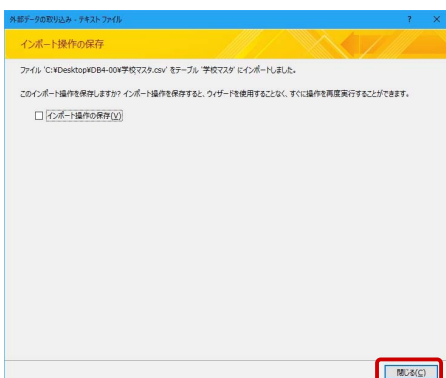 外部データの取り込み - テキスト ファイル
? ×
インポート操作の保存
ファイル 'C:¥Desktop¥DB4-00¥学校マスタ.csv' をテーブル '学校マスタ' にインポートしました。
このインポート操作を保存しますか? インポート操作を保存すると、ウィザードを使用することなく、すぐに操作を再度実行することができます。
インポート操作の保存(V)
閉じる(C)